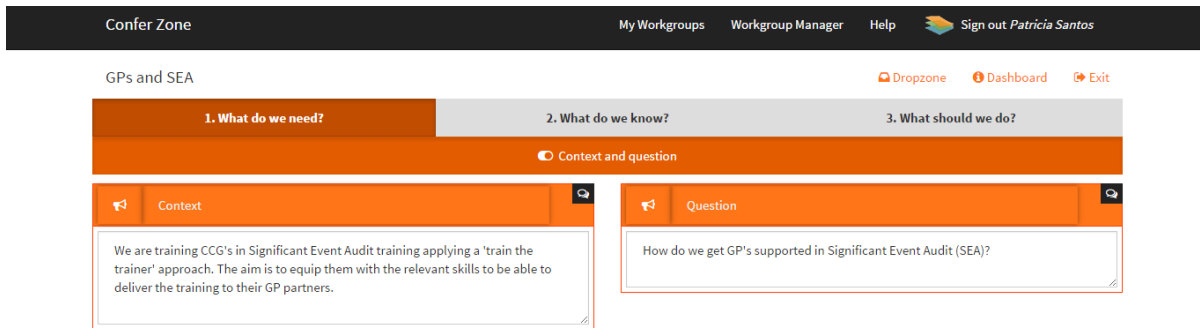 Confer Zone
My Workgroups Workgroup Manager Help Sign out Patricia Santos
GPs and SEA
Dropzone Dashboard Exit
1. What do we need? 2. What do we know? 3. What should we do?
Context and question
Context
We are training CCG's in Significant Event Audit training applying a 'train the
trainer' approach. The aim is to equip them with the relevant skills to be able to
deliver the training to their GP partners.
Question
How do we get GP's supported in Significant Event Audit (SEA)?